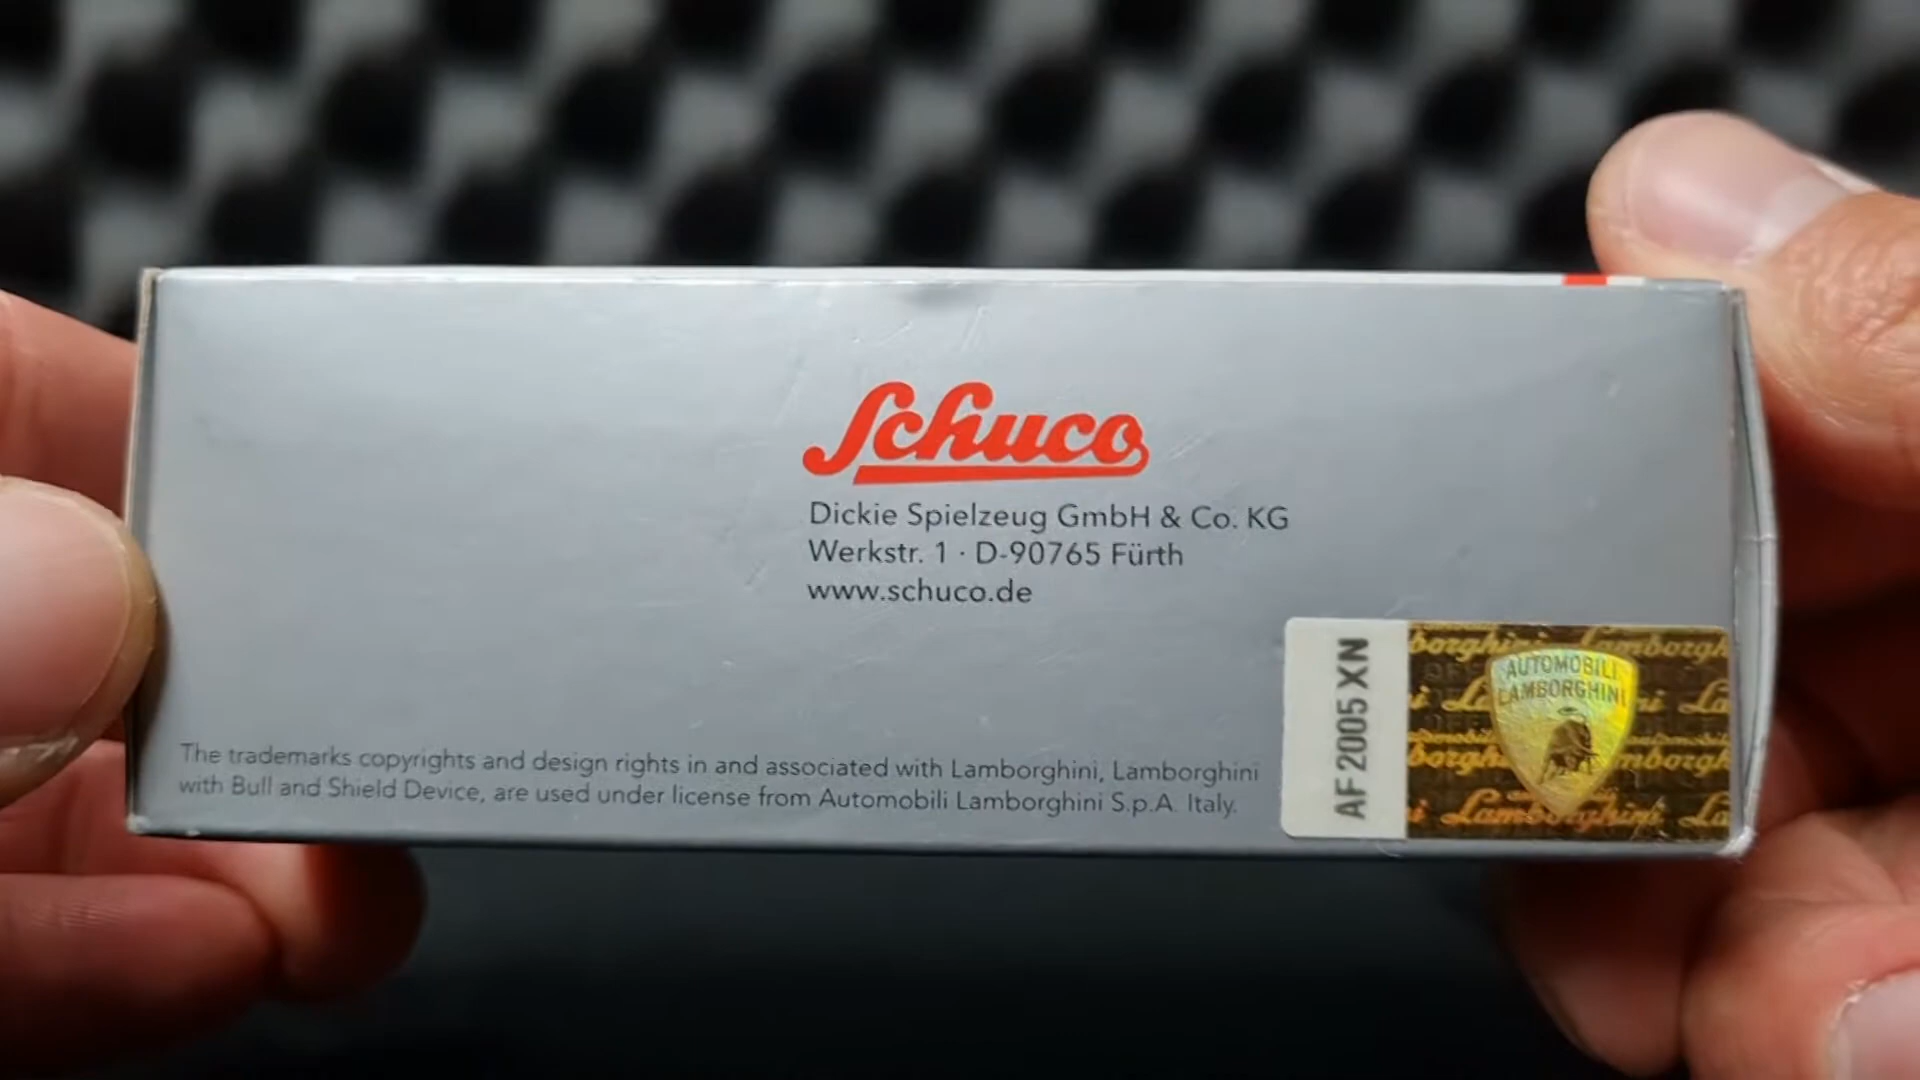 Schuco
Dickie Spielzeug GmbH & Co. KG
Werkstr. 1 · D-90765 Fürth
www.schuco.de
The trademarks copyrights and design rights in and associated with Lamborghini, Lamborghini
with Bull and Shield Device, are used under license from Automobili Lamborghini S.p.A. Italy.
AF 2005 XN
AUTOMOBILI
LAMBORGHINI
Lamborghini